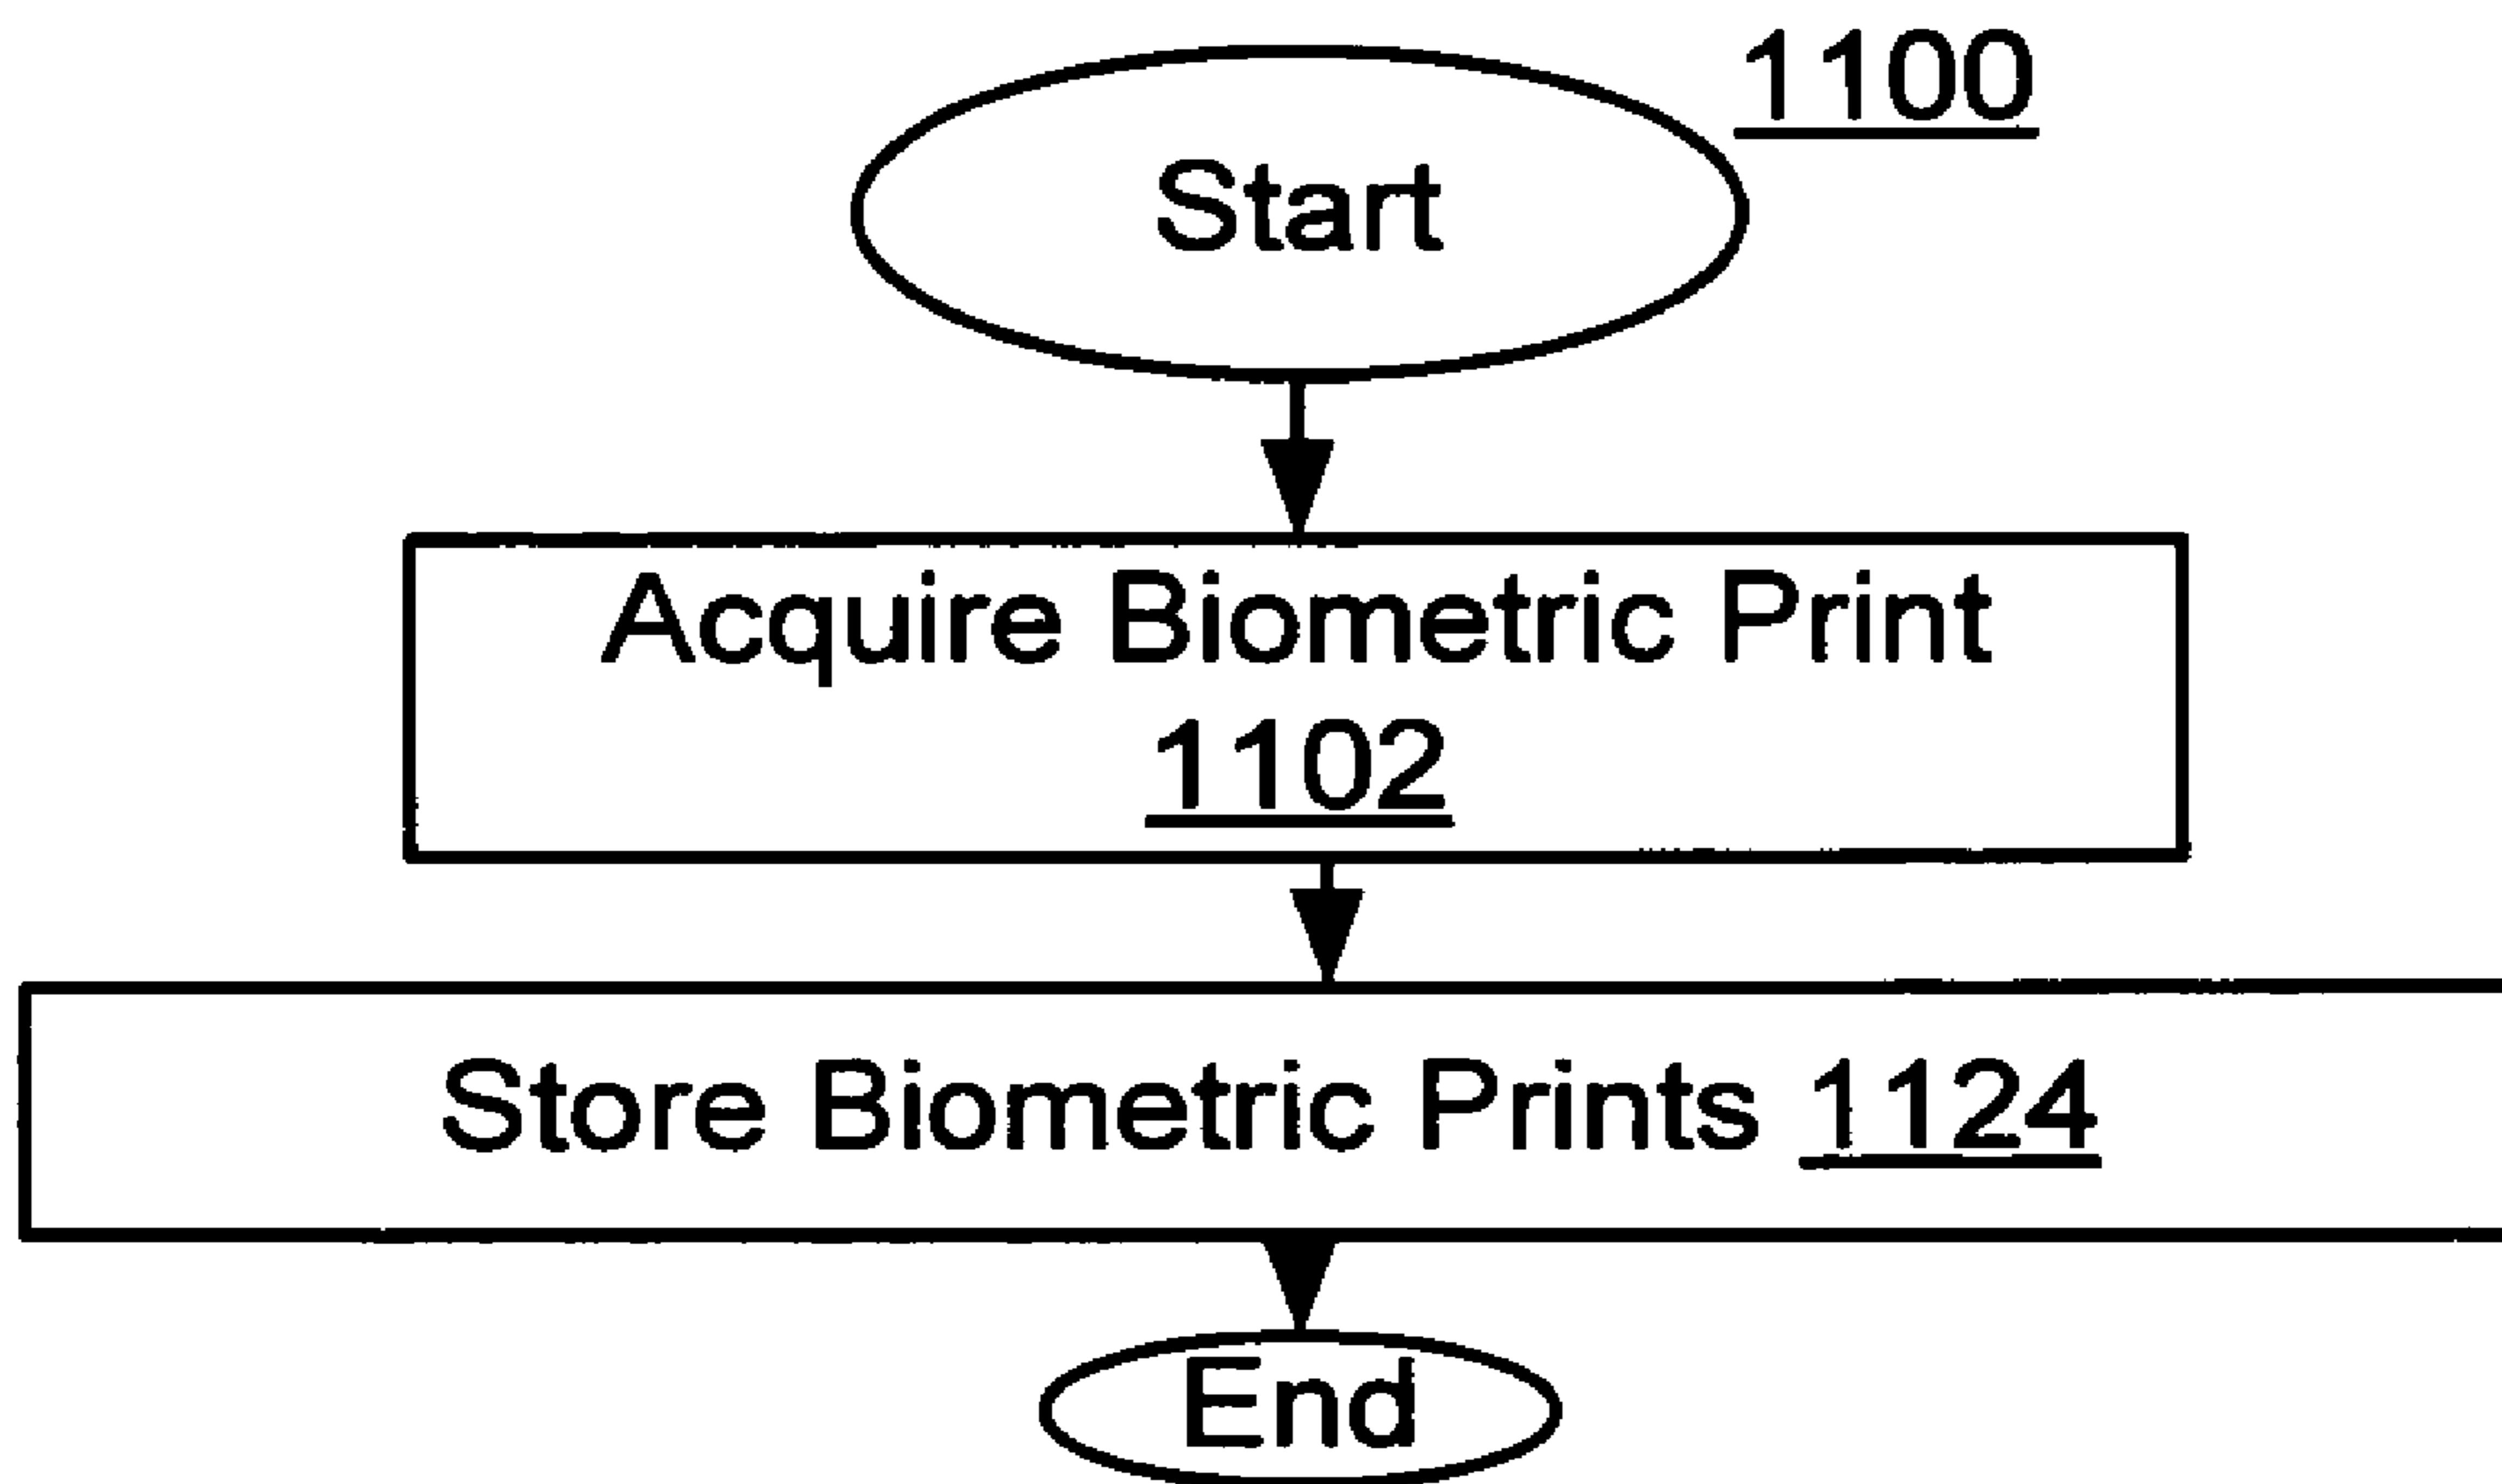 1100
Start
Acquire Biometric Print
1102
Store Biometric Prints 1124
End